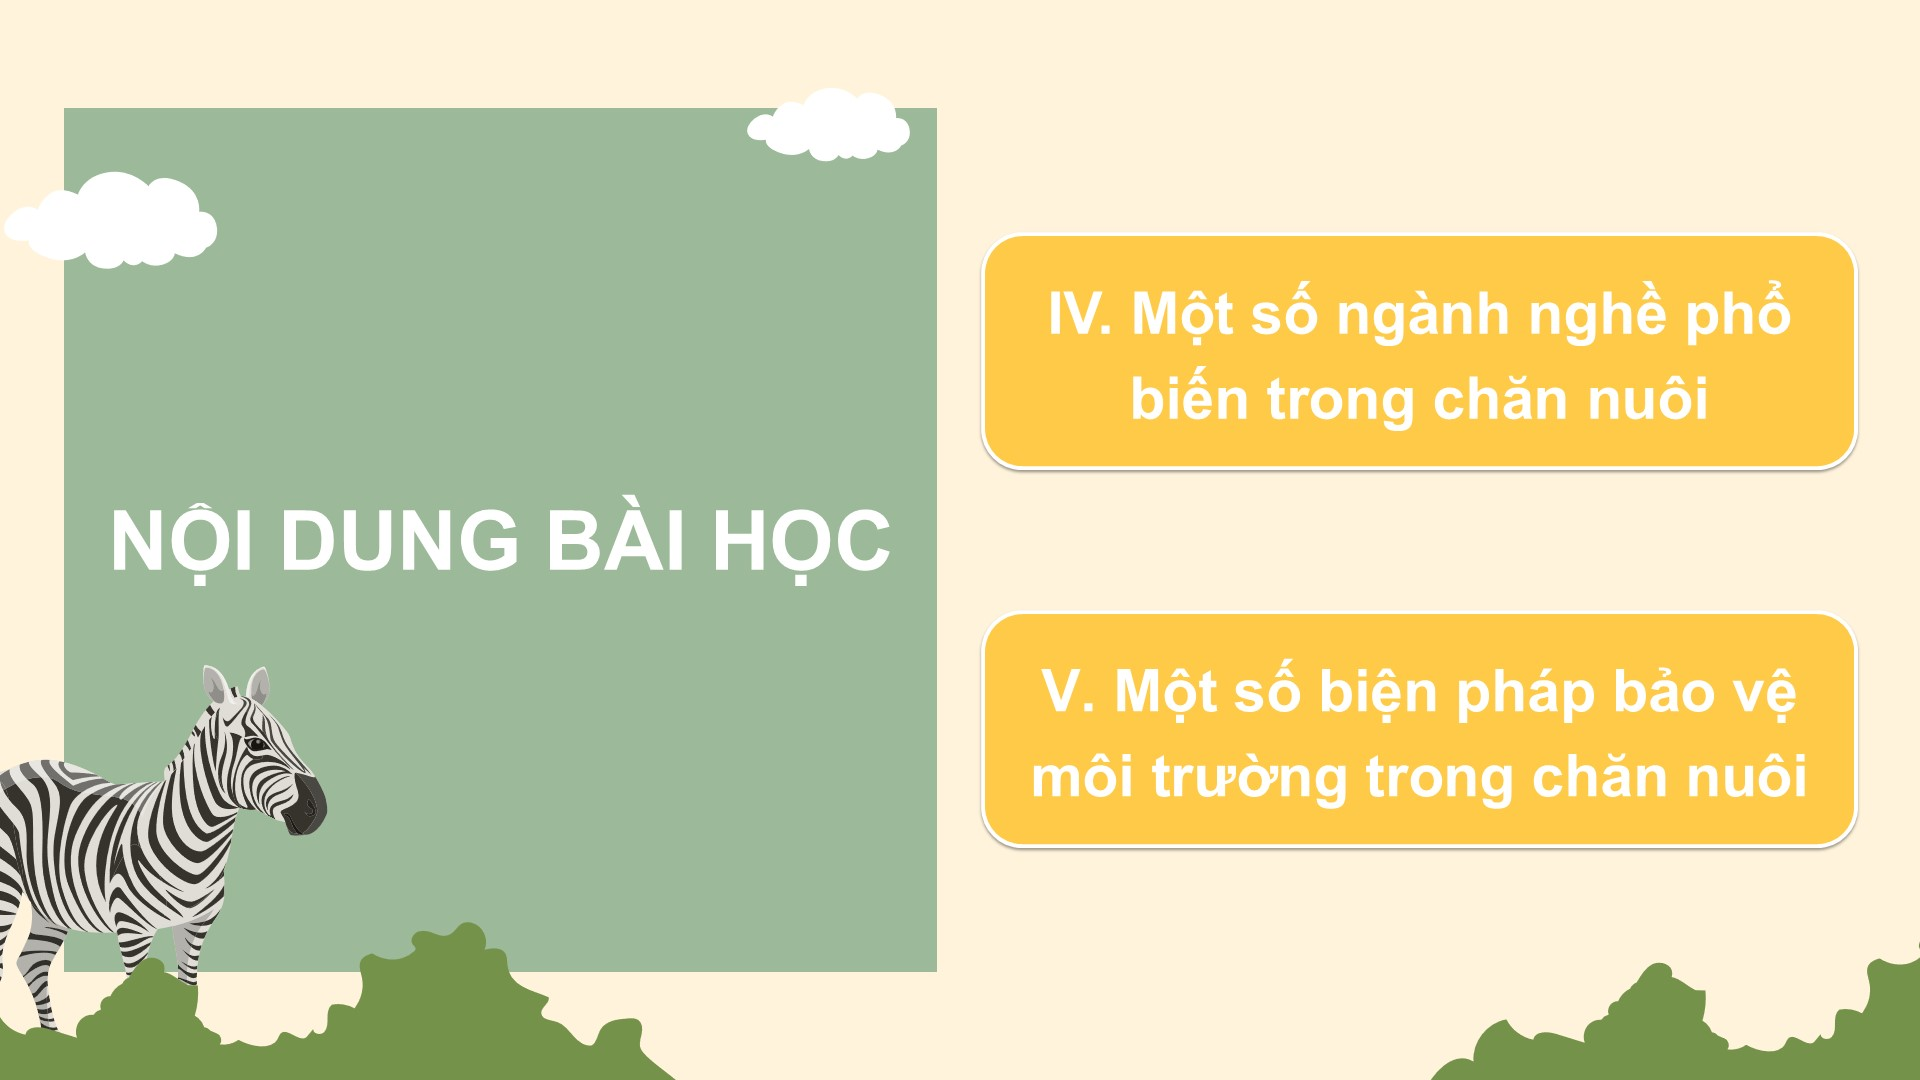 NỘI DUNG BÀI HỌC
IV. Một số ngành nghề phổ
biến trong chăn nuôi
V. Một số biện pháp bảo vệ
môi trường trong chăn nuôi